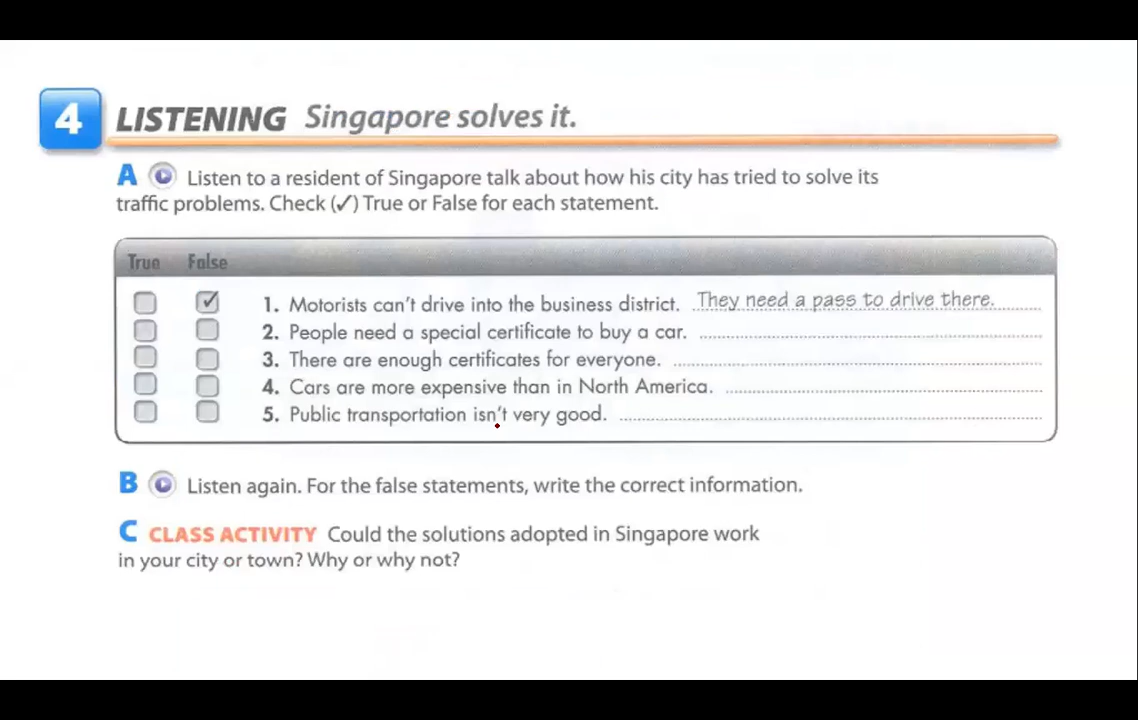 4 LISTENING Singapore solves it.
A Listen to a resident of Singapore talk about how his city has tried to solve its
traffic problems. Check (✓) True or False for each statement.
True False
✓ 1. Motorists can't drive into the business district. They need a pass to drive there.
2. People need a special certificate to buy a car.
3. There are enough certificates for everyone.
4. Cars are more expensive than in North America.
5. Public transportation isn't very good.
B Listen again. For the false statements, write the correct information.
C CLASS ACTIVITY Could the solutions adopted in Singapore work
in your city or town? Why or why not?